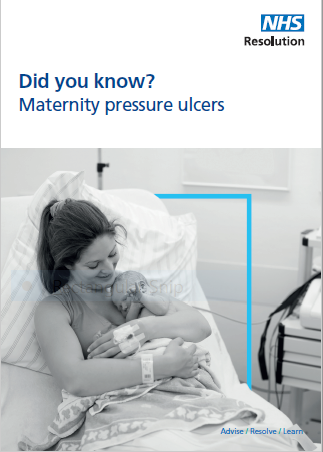 NHS
Resolution
Did you know?
Maternity pressure ulcers
Advise / Resolve / Learn